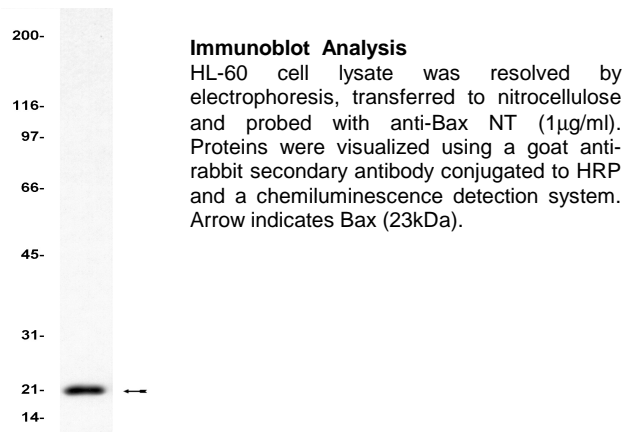 200-
116-
97-
66-
45-
31-
21-
14-
Immunoblot Analysis
HL-60 cell lysate was resolved by
electrophoresis, transferred to nitrocellulose
and probed with anti-Bax NT (1µg/ml).
Proteins were visualized using a goat anti-
rabbit secondary antibody conjugated to HRP
and a chemiluminescence detection system.
Arrow indicates Bax (23kDa).